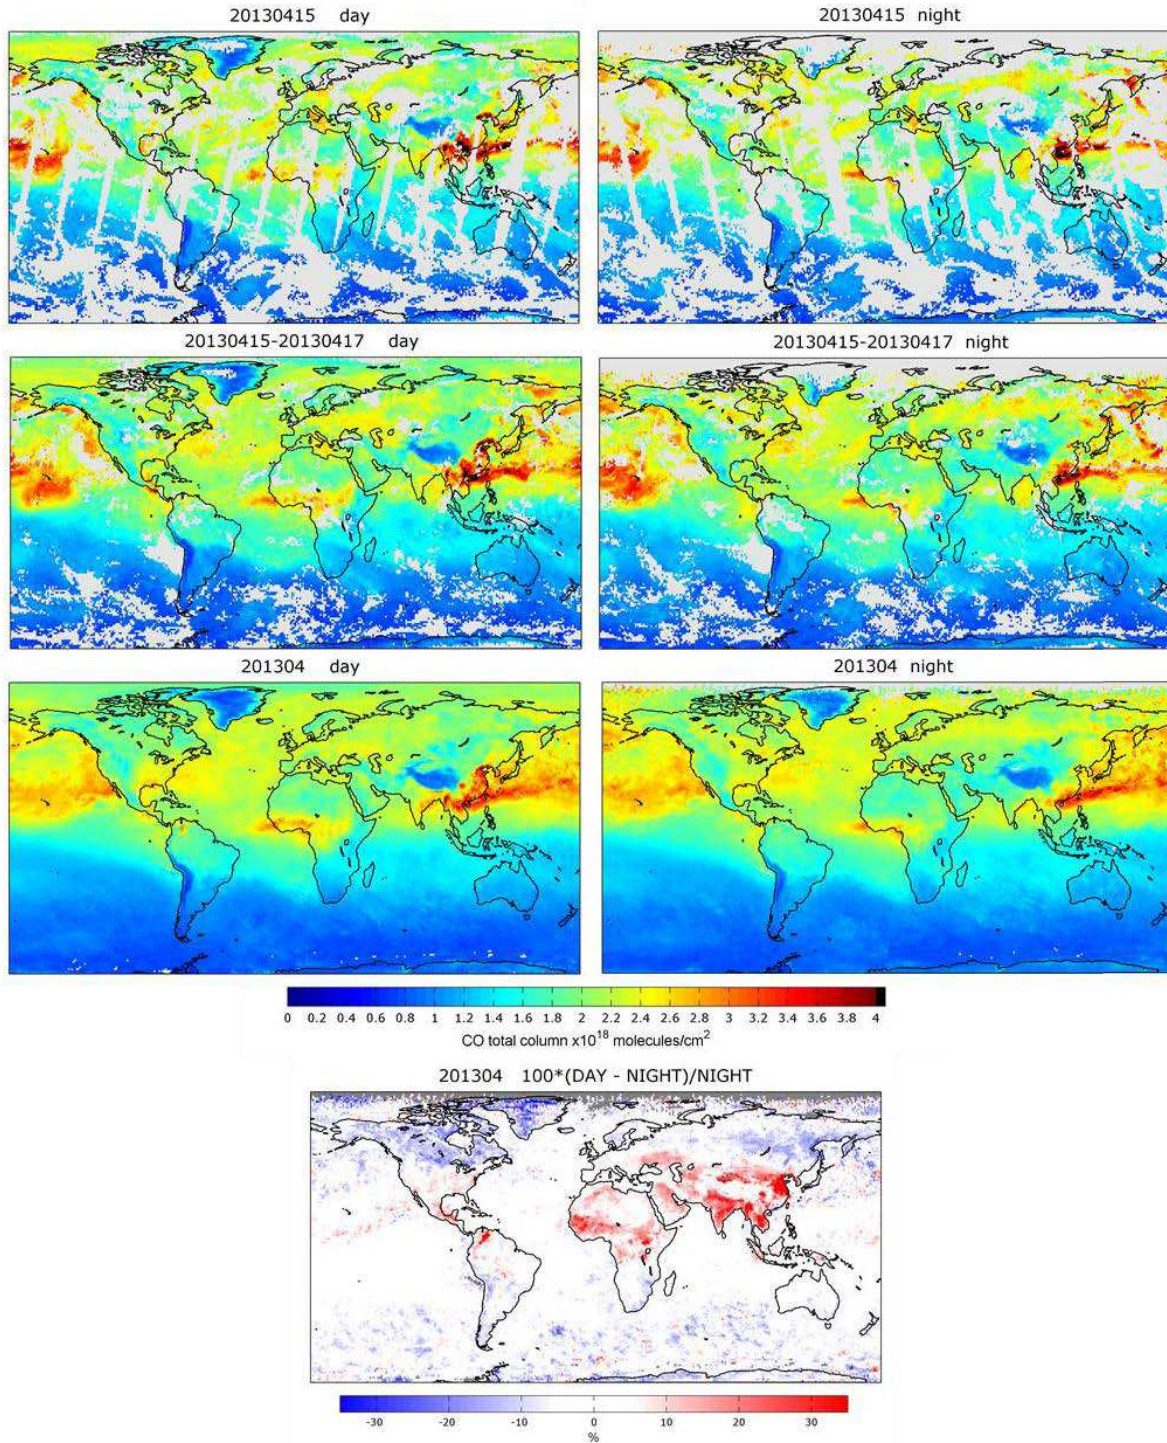 20130415 day
20130415 night
20130415-20130417 day
20130415-20130417 night
201304 day
201304 night
0 0.2 0.4 0.6 0.8 1 1.2 1.4 1.6 1.8 2 2.2 2.4 2.6 2.8 3 3.2 3.4 3.6 3.8 4
CO total column x10¹⁸ molecules/cm²
201304 100*(DAY - NIGHT)/NIGHT
-30 -20 -10 0 10 20 30
%